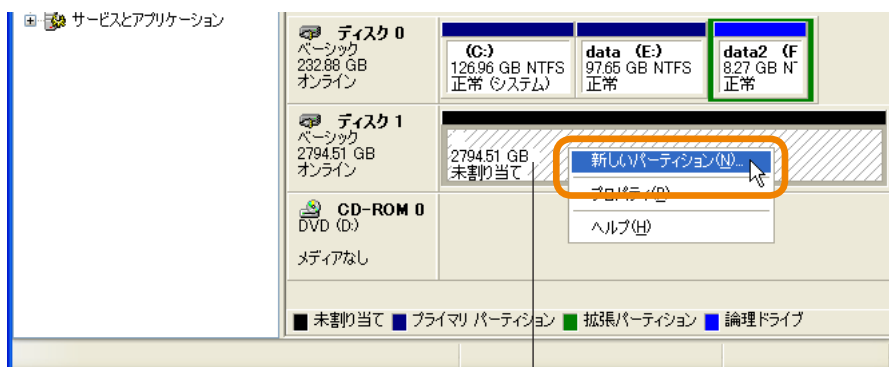 サービスとアプリケーション
ディスク 0
ベーシック
232.88 GB
オンライン
(C:)
126.96 GB NTFS
正常 (システム)
data (E:)
97.65 GB NTFS
正常
data2 (F
8.27 GB N
正常
ディスク 1
ベーシック
2794.51 GB
オンライン
2794.51 GB
未割り当て
新しいパーティション(N)...
プロパティ(R)
ヘルプ(H)
CD-ROM 0
DVD (D:)
メディアなし
未割り当て プライマリ パーティション 拡張パーティション 論理ドライブ